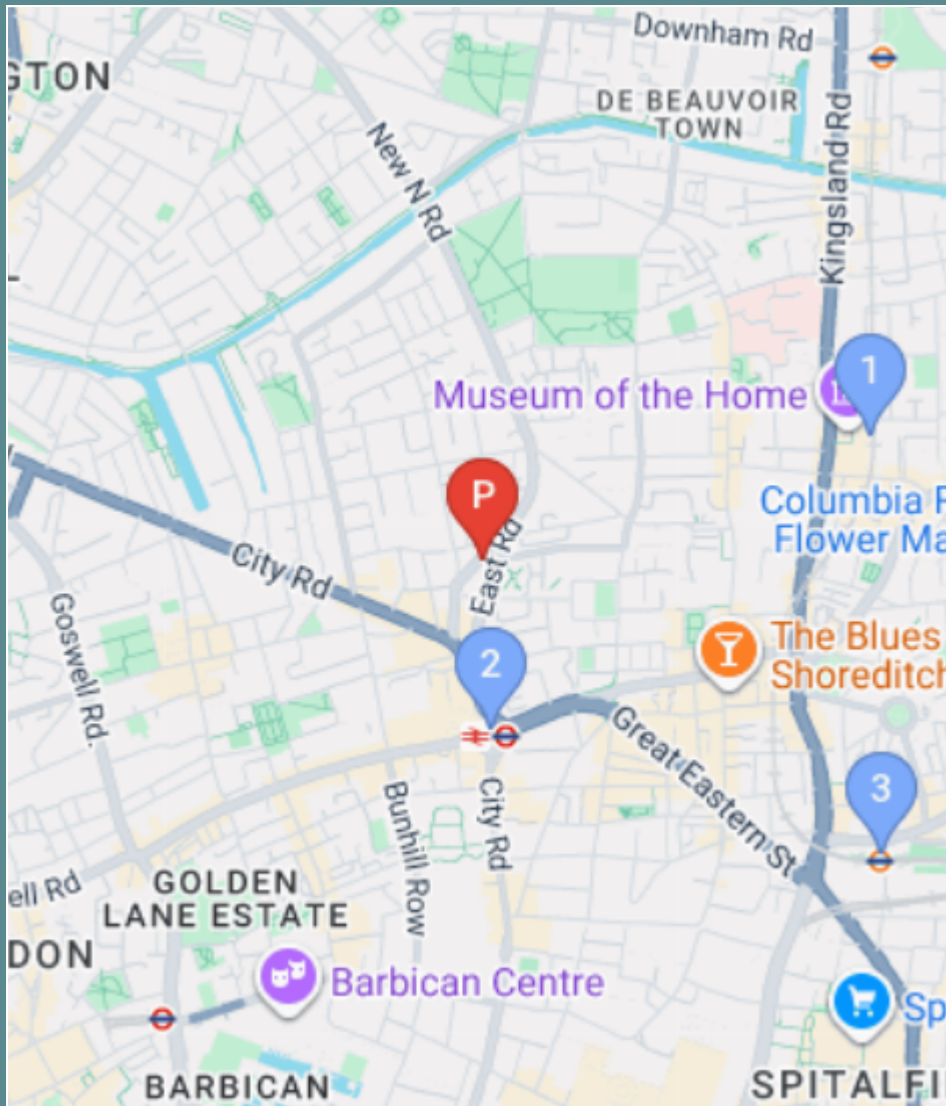 Downham Rd
GTON
DE BEAUVOIR
TOWN
New N Rd
Kingsland Rd
1
Museum of the Home
P
Columbia
Flower Ma
East Rd
City Rd
Goswell Rd.
2
The Blues
Shoreditch
Great Eastern St
3
Bunhill Row
City Rd
ell Rd
GOLDEN
LANE ESTATE
DON
Barbican Centre
Sp
BARBICAN
SPITALFI